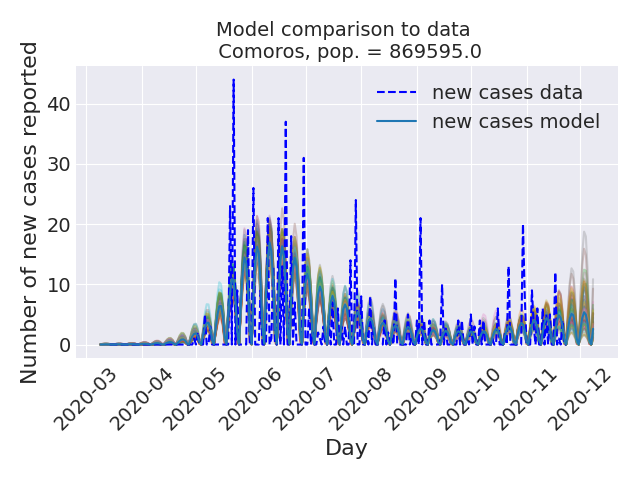 Model comparison to data
Comoros, pop. = 869595.0
Number of new cases reported
40
30
20
10
0
new cases data
new cases model
2020-03
2020-04
2020-05
2020-06
2020-07
2020-08
2020-09
2020-10
2020-11
2020-12
Day